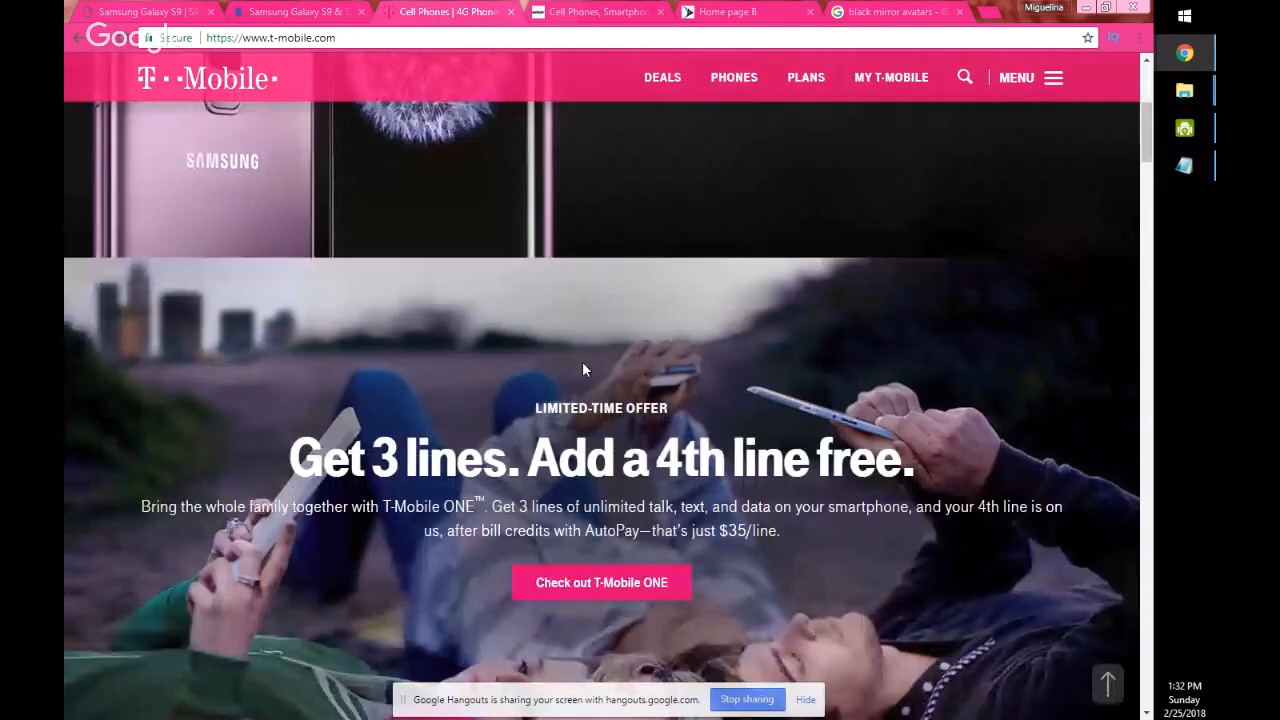 Samsung Galaxy S9 | S9
Samsung Galaxy S9 & S
Cell Phones | 4G Phone
Cell Phones, Smartpho
Home page B
black mirror avatars - G
Miguelina
Google
Secure
https://www.t-mobile.com
IQ
T-Mobile
DEALS
PHONES
PLANS
MY T-MOBILE
MENU
SAMSUNG
LIMITED-TIME OFFER
Get 3 lines. Add a 4th line free.
Bring the whole family together with T-Mobile ONE™. Get 3 lines of unlimited talk, text, and data on your smartphone, and your 4th line is on
us, after bill credits with AutoPay—that's just $35/line.
Check out T-Mobile ONE
Google Hangouts is sharing your screen with hangouts.google.com.
Stop sharing
Hide
1:32 PM
Sunday
2/25/2018